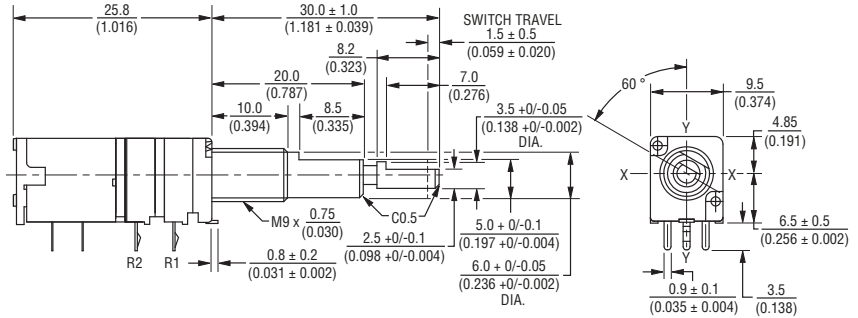 25.8
(1.016)
30.0 ± 1.0
(1.181 ± 0.039)
SWITCH TRAVEL
1.5 ± 0.5
(0.059 ± 0.020)
8.2
(0.323)
20.0
(0.787)
7.0
(0.276)
10.0
(0.394)
8.5
(0.335)
3.5 +0/-0.05
(0.138 +0/-0.002)
DIA.
60 °
9.5
(0.374)
4.85
(0.191)
Y
X
X
Y
M9 x 0.75
(0.030)
C0.5
R2
R1
0.8 ± 0.2
(0.031 ± 0.002)
2.5 +0/-0.1
(0.098 +0/-0.004)
5.0 + 0/-0.1
(0.197 +0/-0.004)
6.0 + 0/-0.05
(0.236 +0/-0.002)
DIA.
6.5 ± 0.5
(0.256 ± 0.002)
0.9 ± 0.1
(0.035 ± 0.004)
3.5
(0.138)